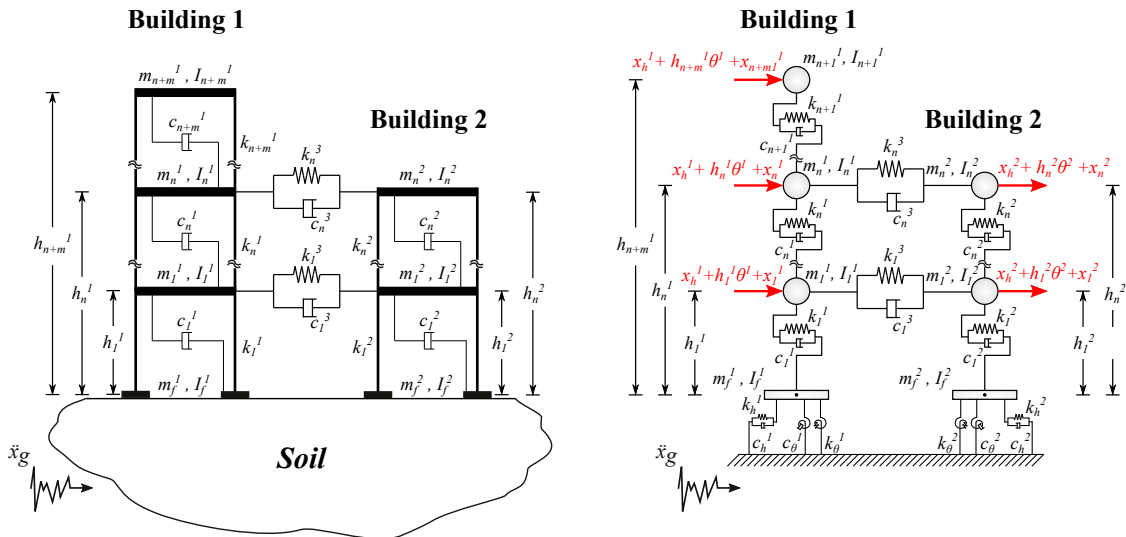 Building 1
m_{n+m}^1 , I_{n+m}^1
c_{n+m}^1
k_{n+m}^1
Building 2
k_n^3
m_n^1 , I_n^1
m_n^2 , I_n^2
c_n^3
h_{n+m}^1
c_n^1
k_n^1
k_n^2
c_n^2
k_1^3
m_1^1 , I_1^1
m_1^2 , I_1^2
h_n^1
h_n^2
c_1^3
c_1^1
c_1^2
h_1^1
k_1^1
k_1^2
h_1^2
m_f^1 , I_f^1
m_f^2 , I_f^2
Soil
ẍg
Building 1
x_h^1+ h_{n+m}^1θ^1 +x_{n+m1}^1
m_{n+1}^1, I_{n+1}^1
k_{n+1}^1
Building 2
c_{n+1}^1
k_n^3
x_h^1+ h_n^1θ^1 +x_n^1
m_n^1, I_n^1
m_n^2, I_n^2
x_h^2+ h_n^2θ^2 +x_n^2
c_n^3
k_n^1
k_n^2
h_{n+m}^1
c_n^1
c_n^2
k_1^3
x_h^1+h_1^1θ^1+x_1^1
m_1^1, I_1^1
m_1^2, I_1^2
x_h^2+h_1^2θ^2+x_1^2
h_n^1
h_n^2
c_1^3
k_1^1
k_1^2
h_1^1
h_1^2
c_1^1
c_1^2
m_f^1 , I_f^1
m_f^2 , I_f^2
k_h^1
k_h^2
c_h^1
c_θ^1
k_θ^1
k_θ^2
c_θ^2
c_h^2
ẍg